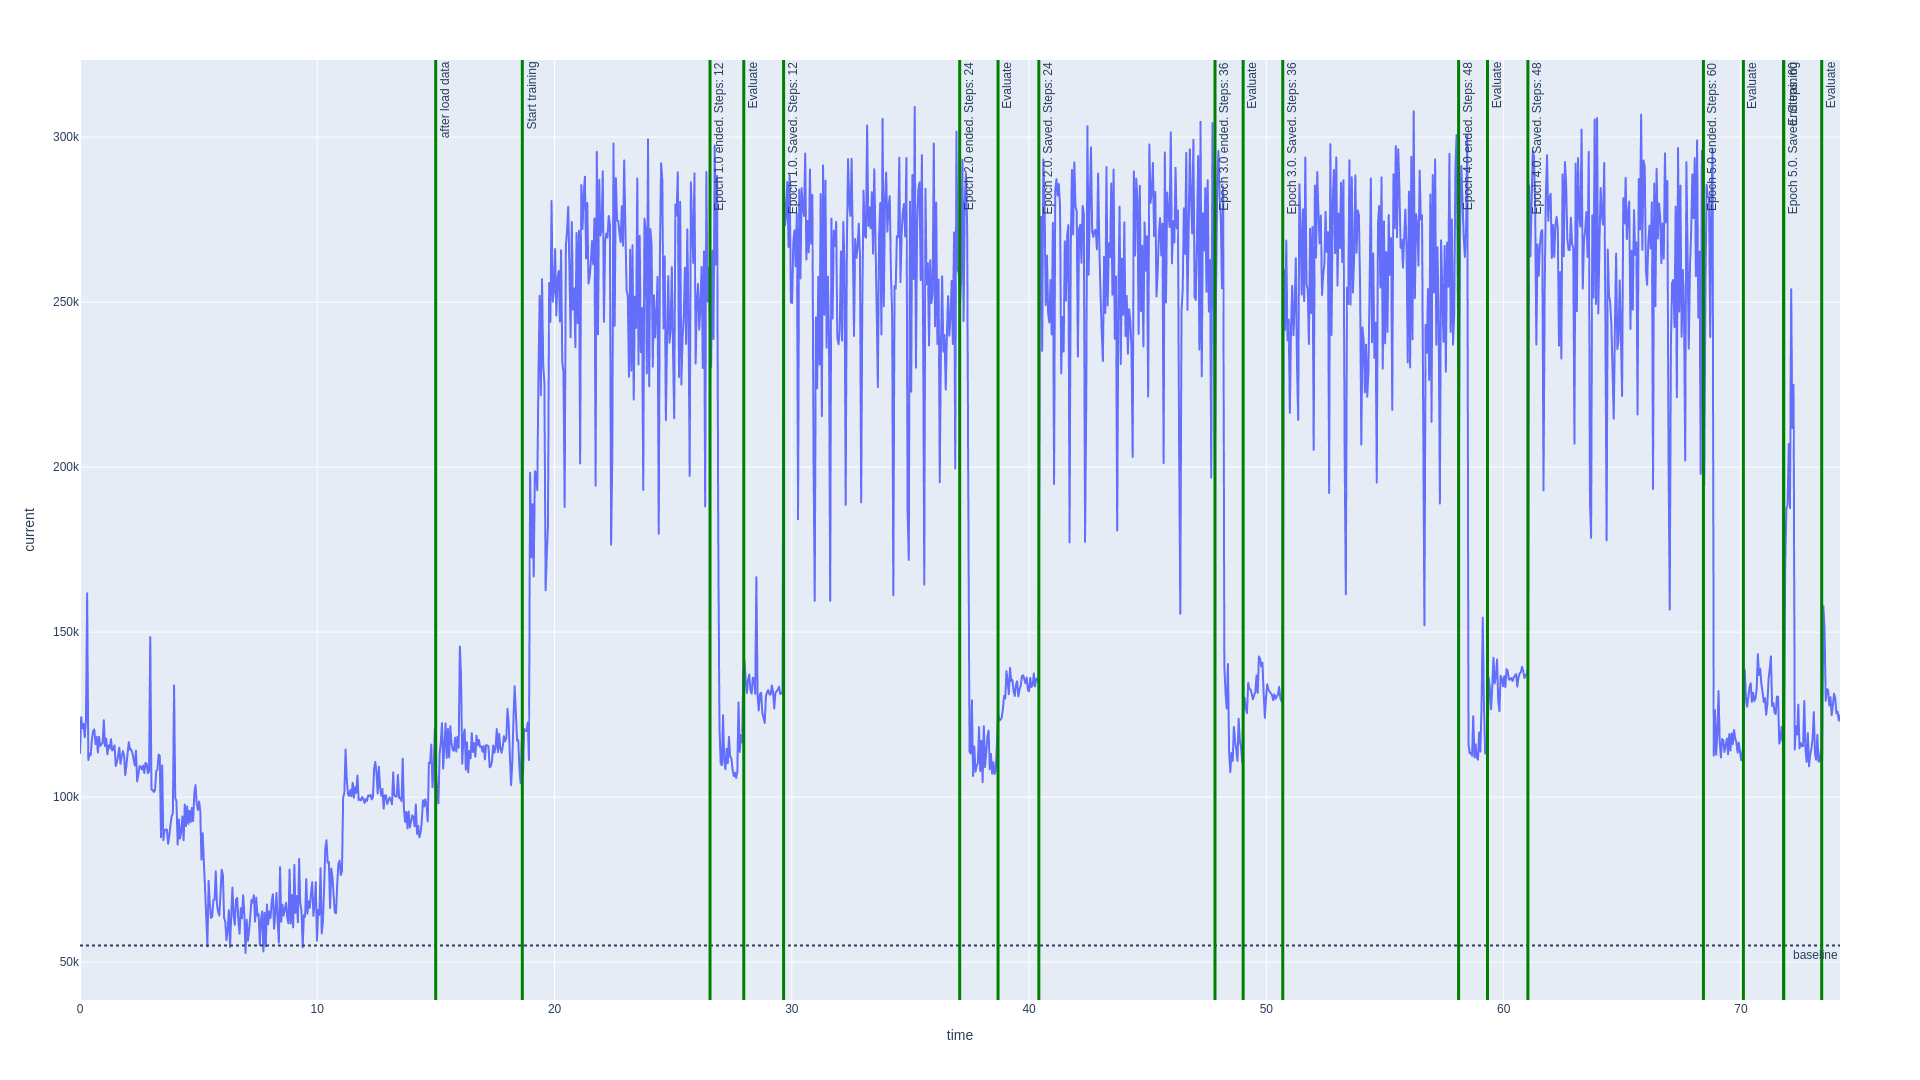 after load data
Start training
Epoch 1.0 ended. Steps: 12
Evaluate
Epoch 1.0. Saved. Steps: 12
Epoch 2.0 ended. Steps: 24
Evaluate
Epoch 2.0. Saved. Steps: 24
Epoch 3.0 ended. Steps: 36
Evaluate
Epoch 3.0. Saved. Steps: 36
Epoch 4.0 ended. Steps: 48
Evaluate
Epoch 4.0. Saved. Steps: 48
Epoch 5.0 ended. Steps: 60
Evaluate
Epoch 5.0. Saved.
Evaluate
300k
250k
200k
150k
100k
50k
current
baseline
0
10
20
30
40
50
60
70
time